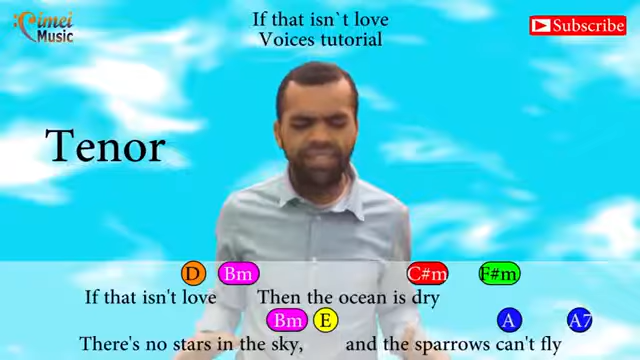 Cimei
Music
If that isn`t love
Voices tutorial
Subscribe
Tenor
D Bm C#m F#m
If that isn't love Then the ocean is dry
Bm E A A7
There's no stars in the sky, and the sparrows can't fly